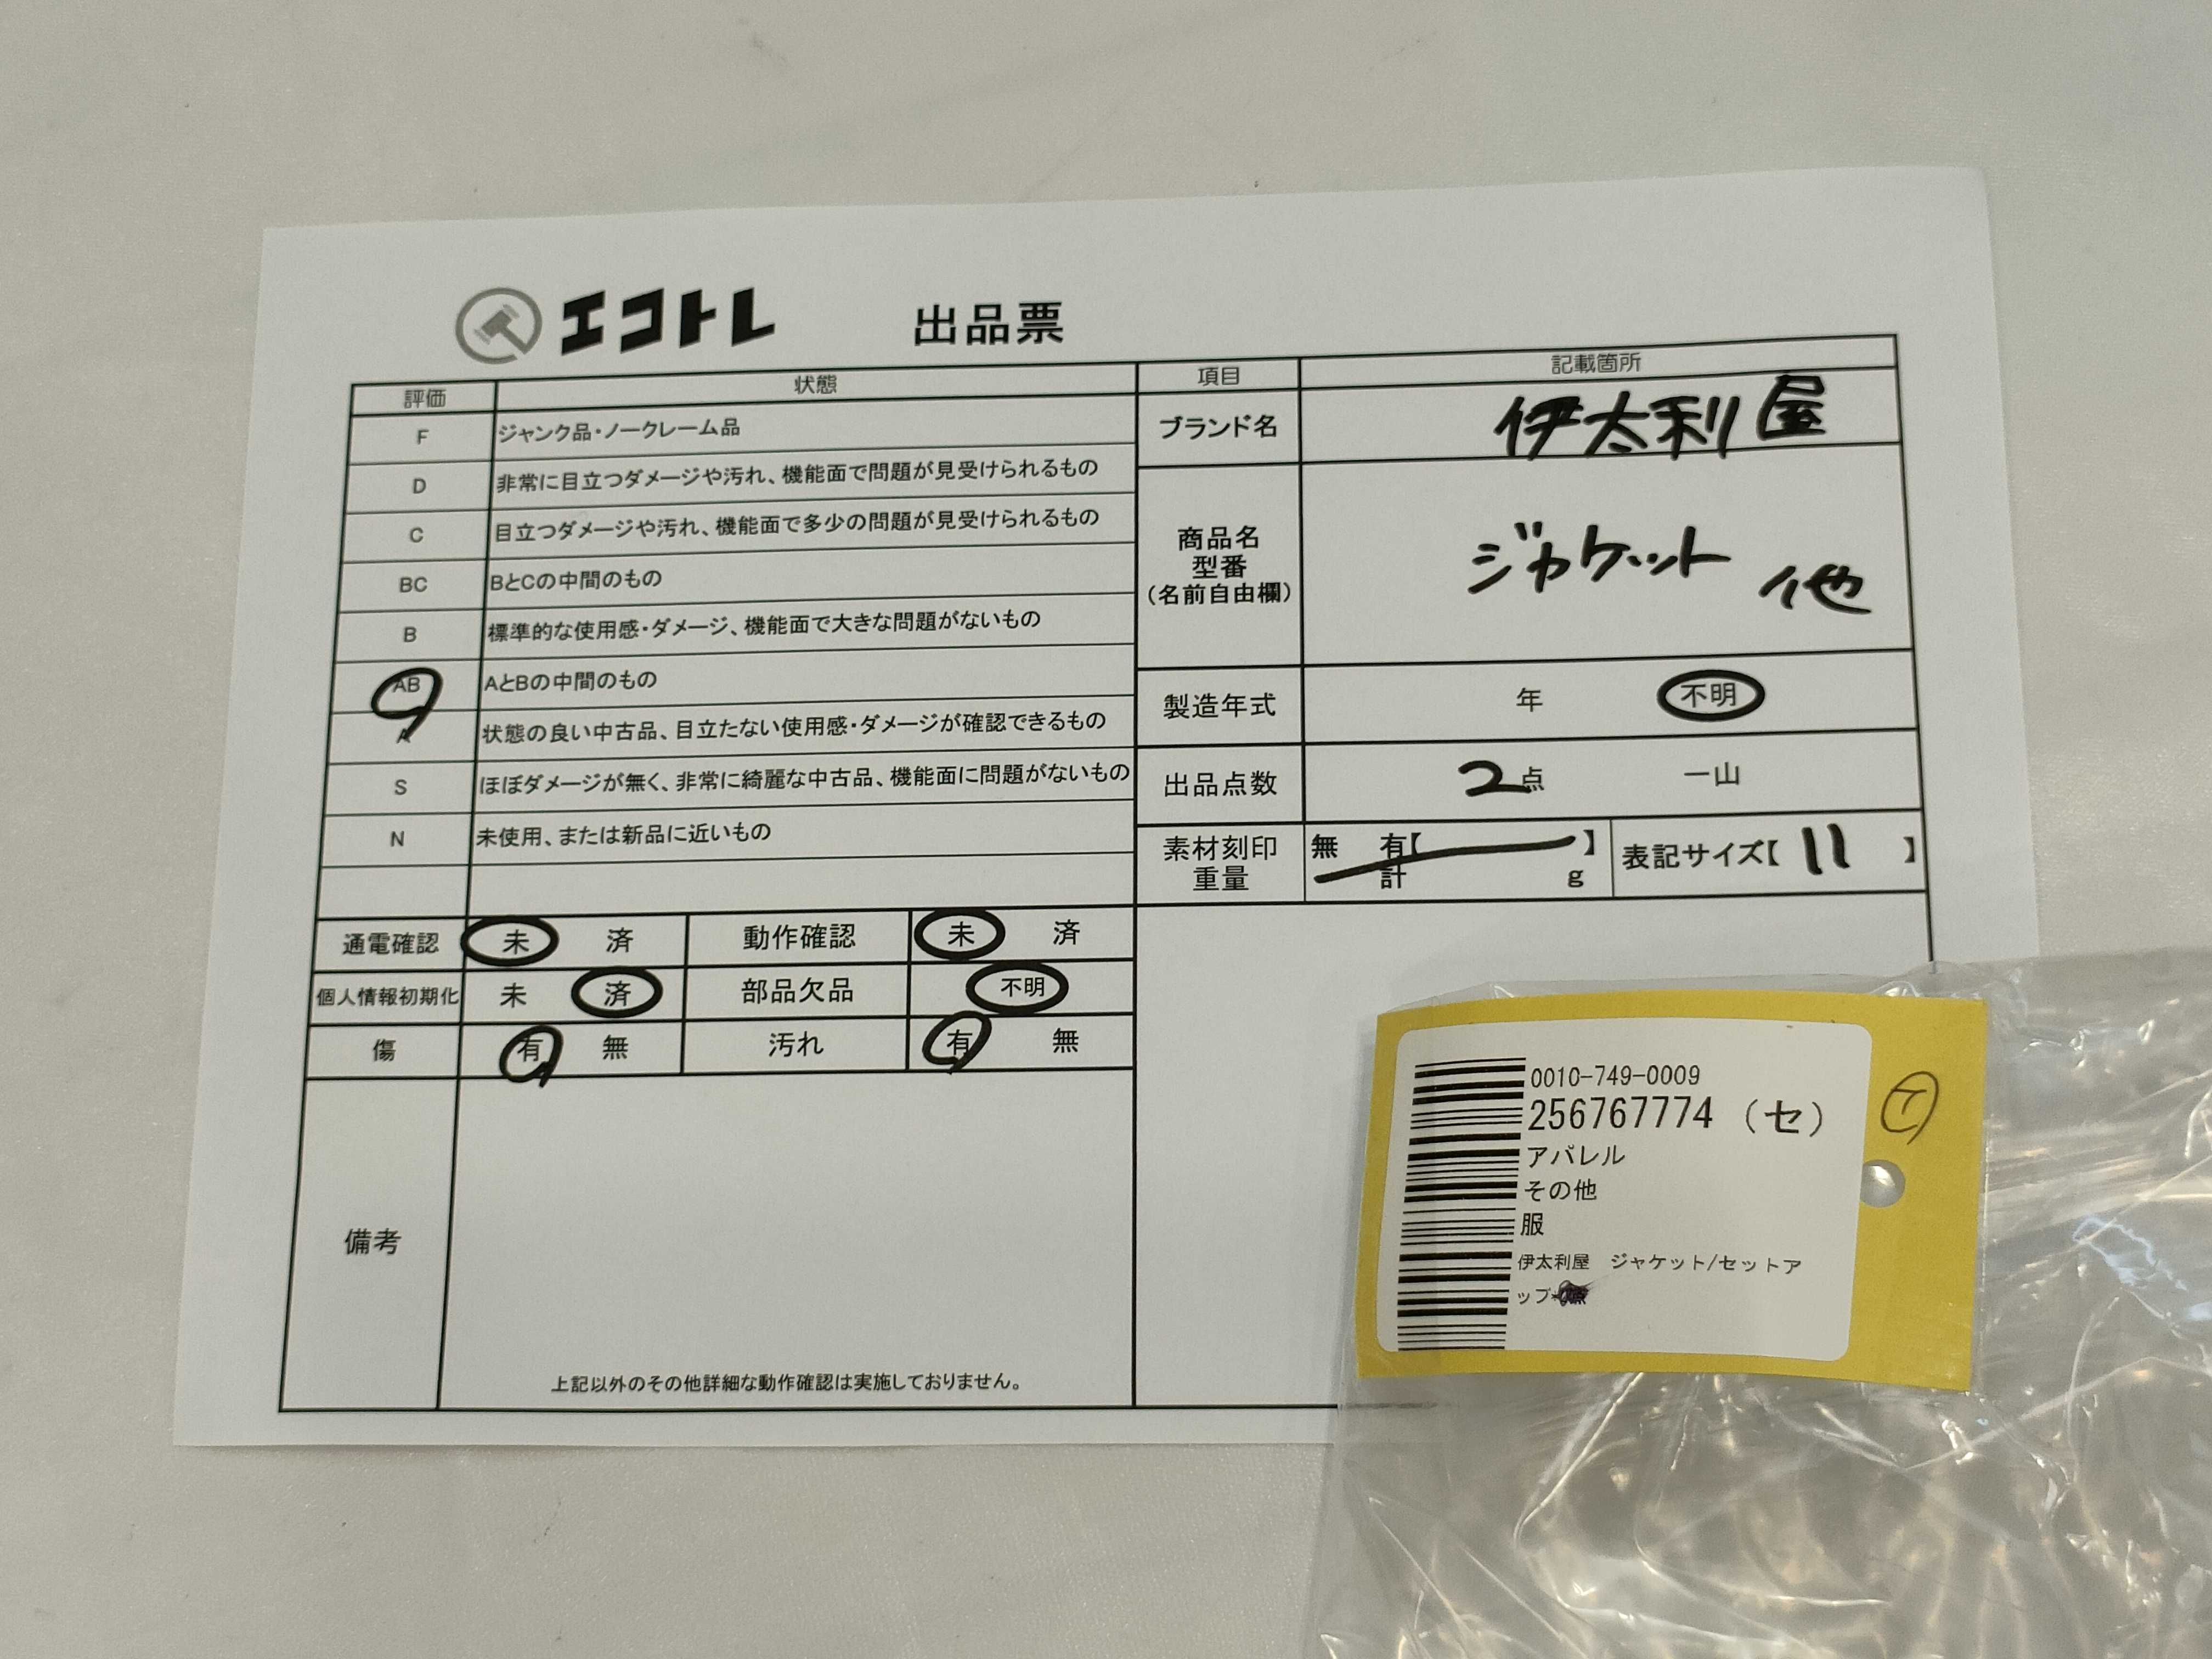 エコトレ 出品票
評価 状態
F ジャンク品・ノークレーム品
D 非常に目立つダメージや汚れ、機能面で問題が見受けられるもの
C 目立つダメージや汚れ、機能面で多少の問題が見受けられるもの
BC BとCの中間のもの
B 標準的な使用感・ダメージ、機能面で大きな問題がないもの
AB AとBの中間のもの
A 状態の良い中古品、目立たない使用感・ダメージが確認できるもの
S ほぼダメージが無く、非常に綺麗な中古品、機能面に問題がないもの
N 未使用、または新品に近いもの
項目 記載箇所
ブランド名 伊太利屋
商品名
型番
(名前自由欄)
ジャケット 他
製造年式 年 不明
出品点数 2点 一山
素材刻印 無 有【 】
重量 計 g
表記サイズ【 11 】
通電確認 未 済 動作確認 未 済
個人情報初期化 未 済 部品欠品 不明
傷 有 無 汚れ 有 無
備考
上記以外のその他詳細な動作確認は実施しておりません。
0010-749-0009
256767774 (セ)
アパレル
その他
服
伊太利屋 ジャケット/セットア
ップ